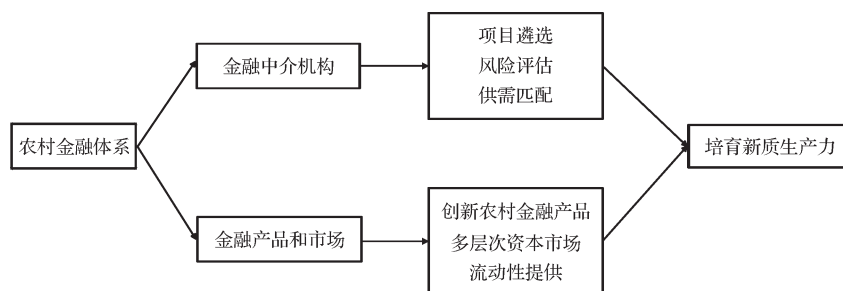 农村金融体系
金融中介机构
项目遴选
风险评估
供需匹配
金融产品和市场
创新农村金融产品
多层次资本市场
流动性提供
培育新质生产力